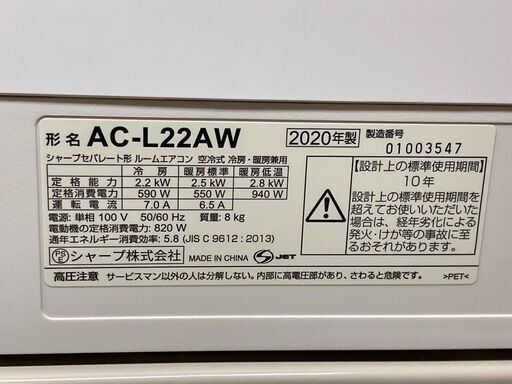 形名 AC-L22AW 2020年製 製造番号 01003547
シャープセパレート形 ルームエアコン 空冷式 冷房・暖房兼用
冷房 暖房標準 暖房低温
定格能力 2.2 kW 2.5 kW 2.8 kW
定格消費電力 590 W 550 W 940 W
運転電流 7.0 A 6.5 A
電源: 単相 100 V 50/60 Hz 質量: 8 kg
電動機の定格消費電力: 820 W
通年エネルギー消費効率: 5.8 (JIS C 9612 : 2013)
PSE シャープ株式会社 MADE IN CHINA S JET
【設計上の標準使用期間】
10 年
設計上の標準使用期間を
超えてお使いいただいた
場合は、経年劣化による
発火・けが等の事故に至
るおそれがあります。
高圧注意 サービスマン以外の人は分解しない。内部に高電圧部があり、さわると危険です。 >PET<